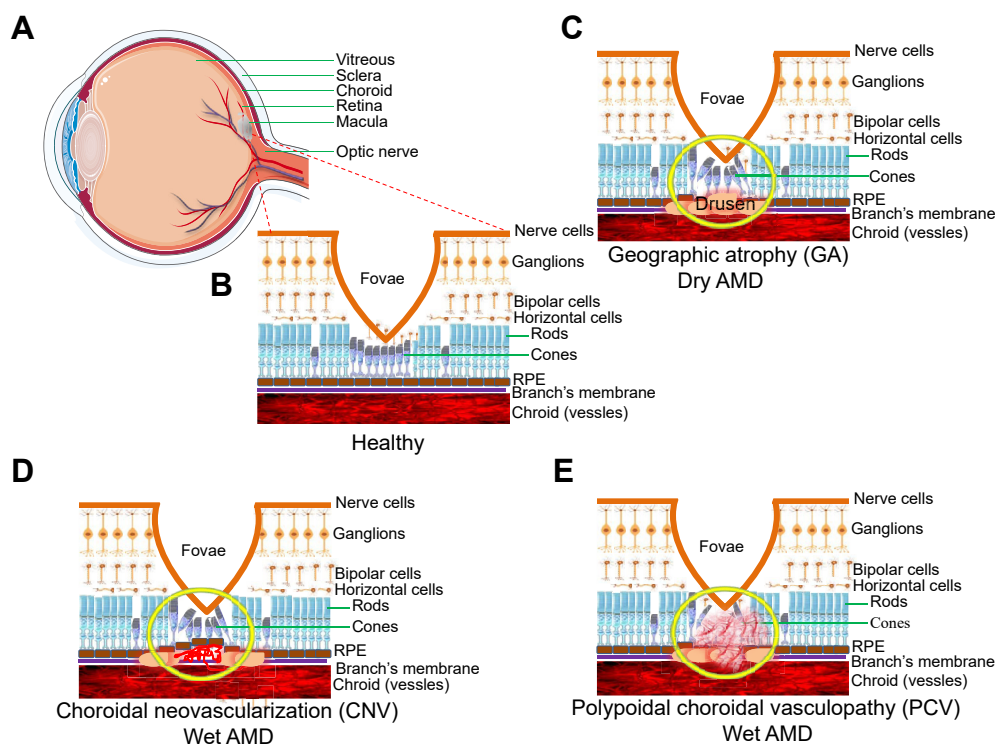 A
Vitreous
Sclera
Choroid
Retina
Macula
Optic nerve
B
Nerve cells
Ganglions
Fovae
Bipolar cells
Horizontal cells
Rods
Cones
RPE
Branch's membrane
Chroid (vessles)
Healthy
C
Nerve cells
Ganglions
Fovae
Bipolar cells
Horizontal cells
Rods
Cones
Drusen
RPE
Branch's membrane
Chroid (vessles)
Geographic atrophy (GA)
Dry AMD
D
Nerve cells
Ganglions
Fovae
Bipolar cells
Horizontal cells
Rods
Cones
RPE
Branch's membrane
Chroid (vessles)
Choroidal neovascularization (CNV)
Wet AMD
E
Nerve cells
Ganglions
Fovae
Bipolar cells
Horizontal cells
Rods
Cones
RPE
Branch's membrane
Chroid (vessles)
Polypoidal choroidal vasculopathy (PCV)
Wet AMD